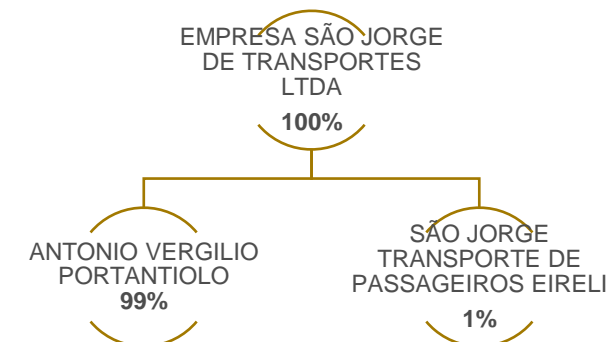 EMPRESA SÃO JORGE
DE TRANSPORTES
LTDA
100%
ANTONIO VERGILIO
PORTANTIOLO
99%
SÃO JORGE
TRANSPORTE DE
PASSAGEIROS EIRELI
1%